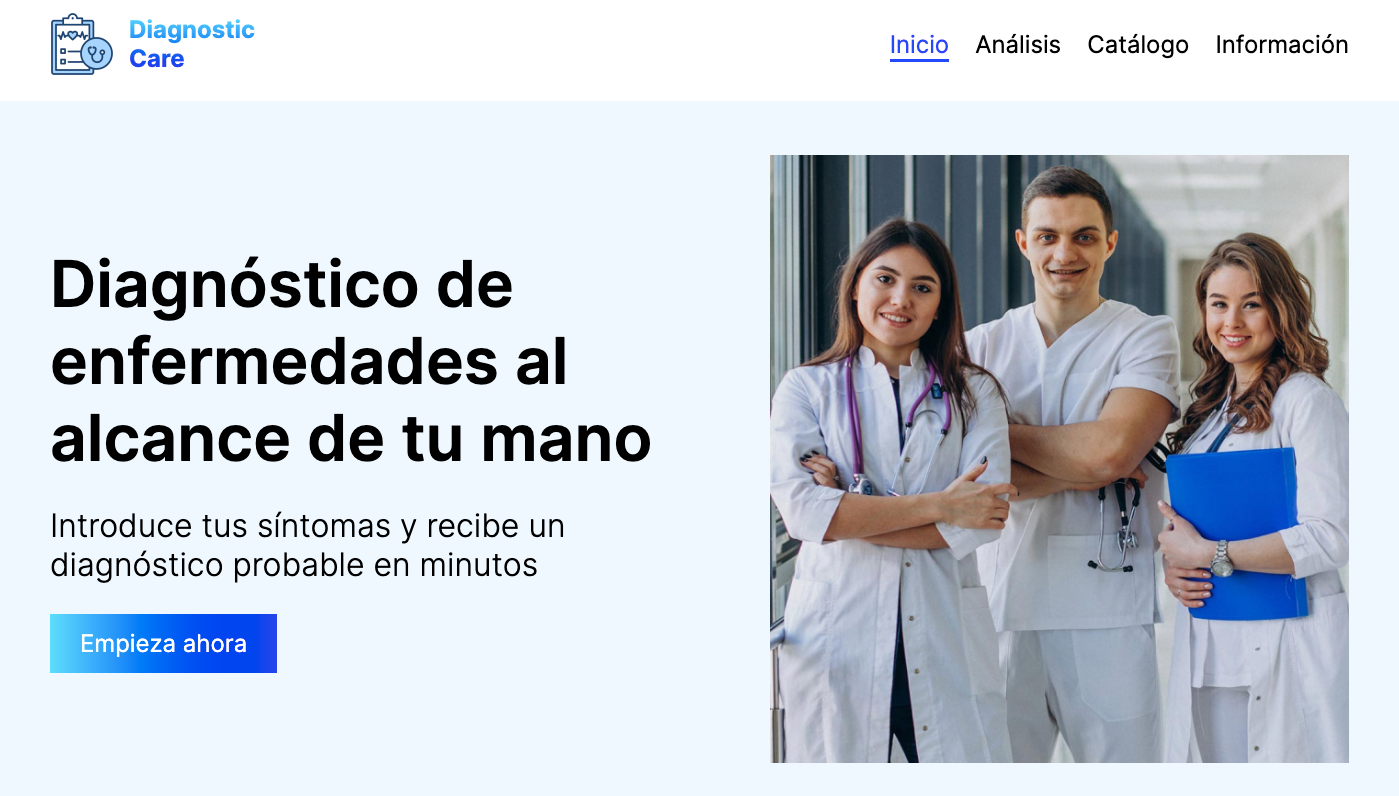 Diagnostic
Care
Inicio Análisis Catálogo Información
Diagnóstico de
enfermedades al
alcance de tu mano
Introduce tus síntomas y recibe un
diagnóstico probable en minutos
Empieza ahora